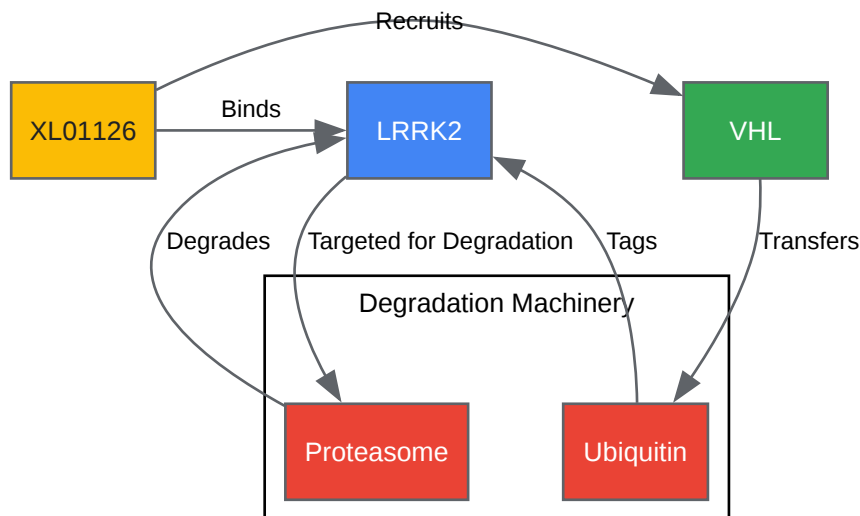 Recruits
XL01126
Binds
LRRK2
VHL
Degrades
Targeted for Degradation
Tags
Transfers
Degradation Machinery
Proteasome
Ubiquitin